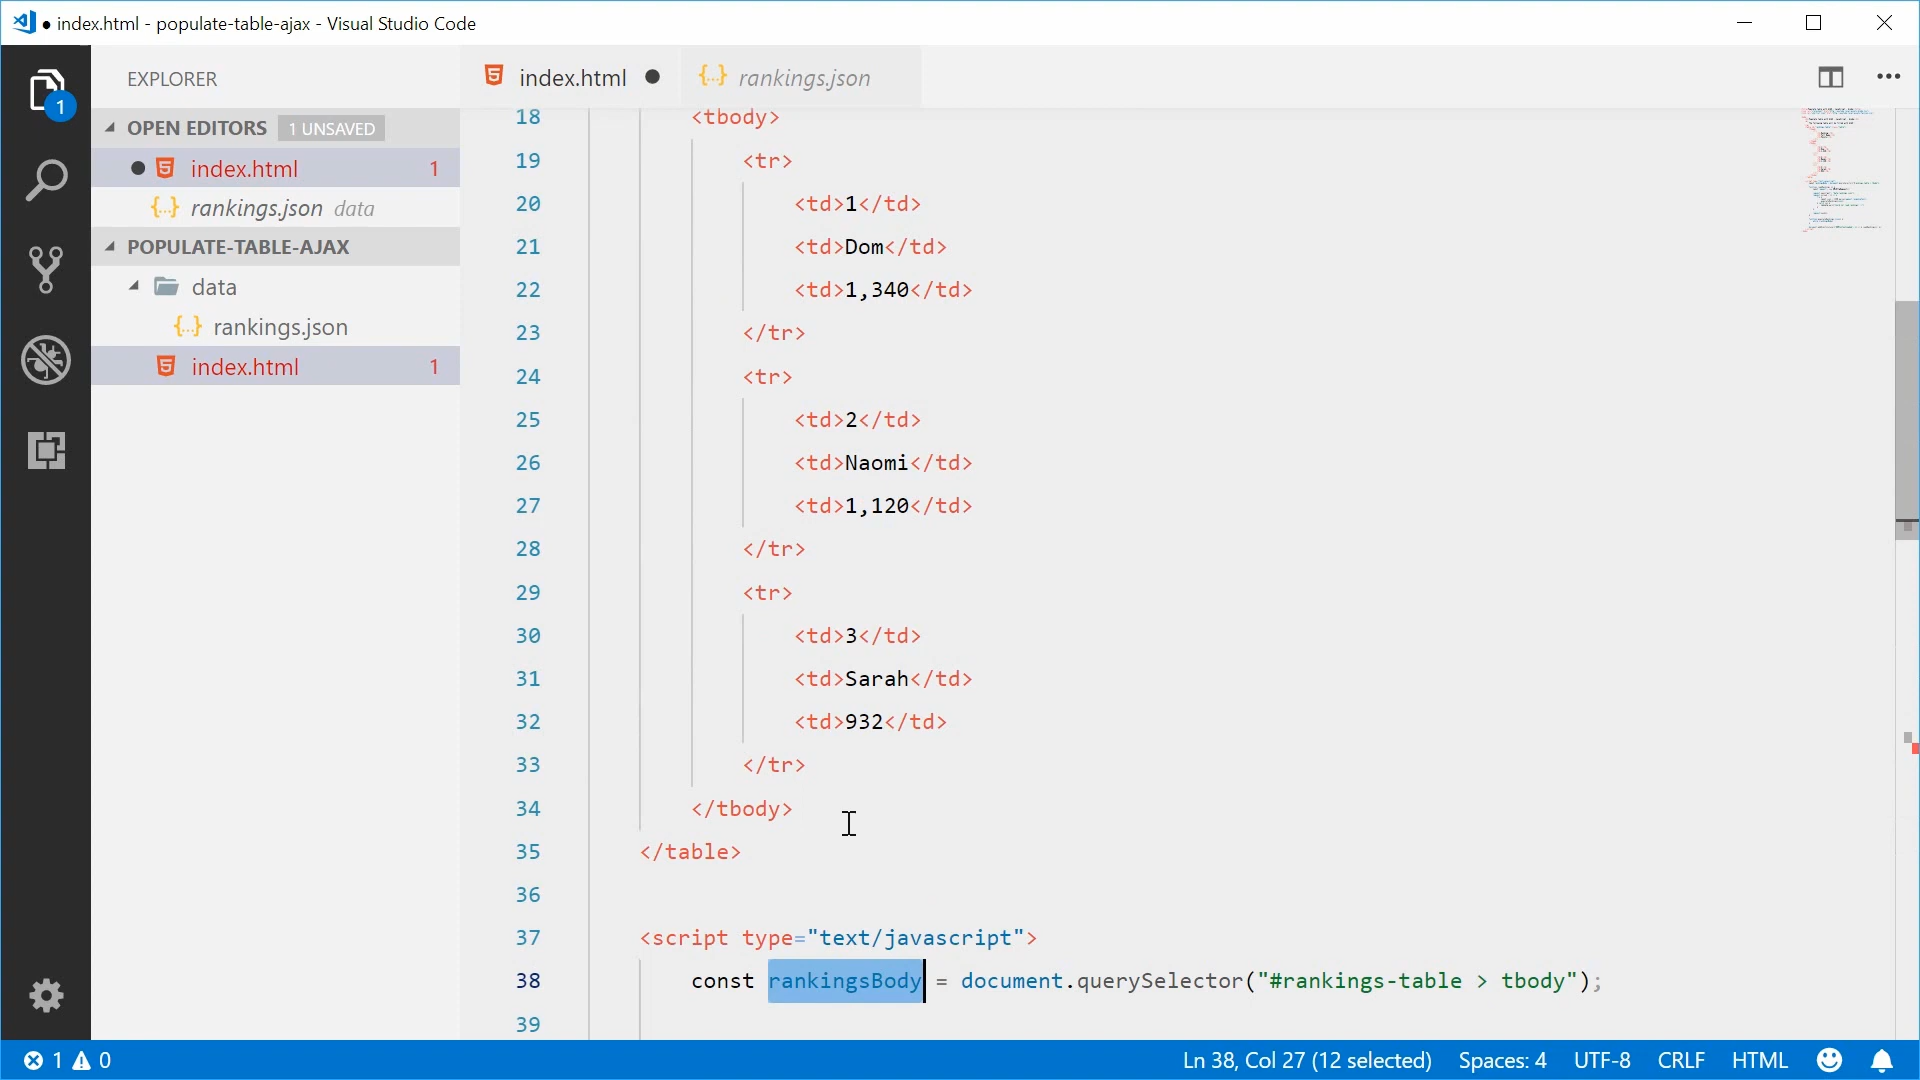 index.html - populate-table-ajax - Visual Studio Code
1
EXPLORER
OPEN EDITORS 1 UNSAVED
index.html 1
rankings.json data
POPULATE-TABLE-AJAX
data
rankings.json
index.html 1
index.html
rankings.json
18 <tbody>
19 <tr>
20 <td>1</td>
21 <td>Dom</td>
22 <td>1,340</td>
23 </tr>
24 <tr>
25 <td>2</td>
26 <td>Naomi</td>
27 <td>1,120</td>
28 </tr>
29 <tr>
30 <td>3</td>
31 <td>Sarah</td>
32 <td>932</td>
33 </tr>
34 </tbody>
35 </table>
36
37 <script type="text/javascript">
38 const rankingsBody = document.querySelector("#rankings-table > tbody");
39
1 0
Ln 38, Col 27 (12 selected) Spaces: 4 UTF-8 CRLF HTML